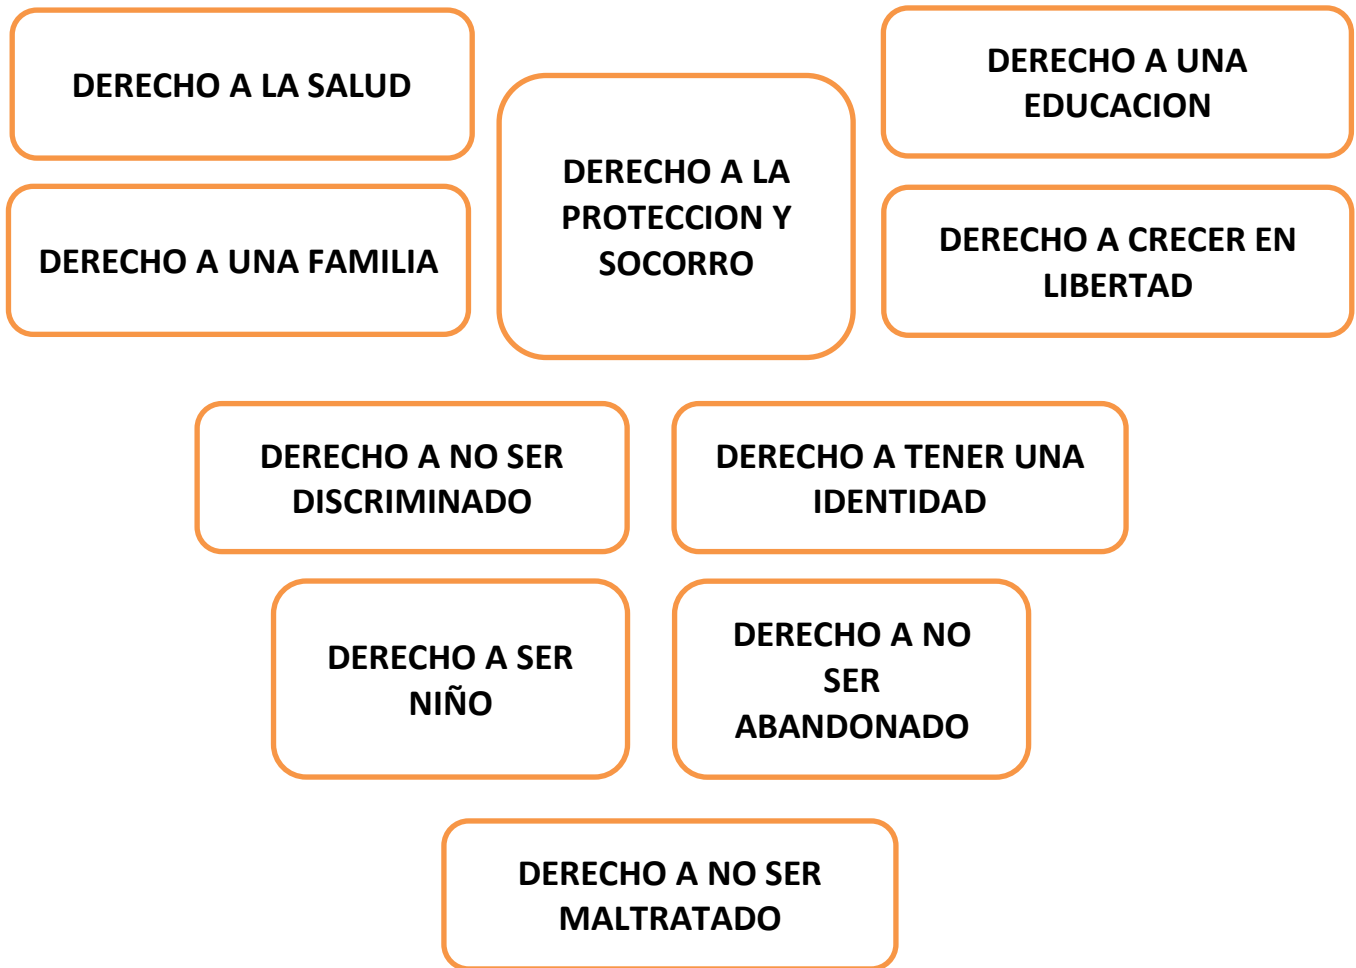 DERECHO A LA SALUD
DERECHO A UNA FAMILIA
DERECHO A LA
PROTECCION Y
SOCORRO
DERECHO A UNA
EDUCACION
DERECHO A CRECER EN
LIBERTAD
DERECHO A NO SER
DISCRIMINADO
DERECHO A TENER UNA
IDENTIDAD
DERECHO A SER
NIÑO
DERECHO A NO
SER
ABANDONADO
DERECHO A NO SER
MALTRATADO